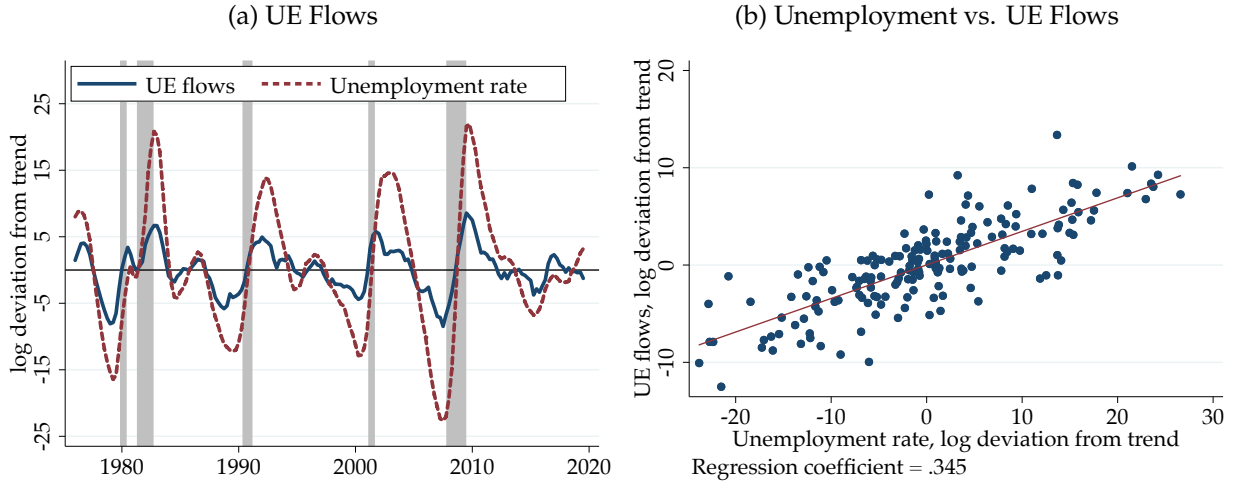 (a) UE Flows
UE flows
Unemployment rate
log deviation from trend
25
15
5
-5
-15
-25
1980
1990
2000
2010
2020
(b) Unemployment vs. UE Flows
UE flows, log deviation from trend
20
10
0
-10
-20
-10
0
10
20
30
Unemployment rate, log deviation from trend
Regression coefficient = .345